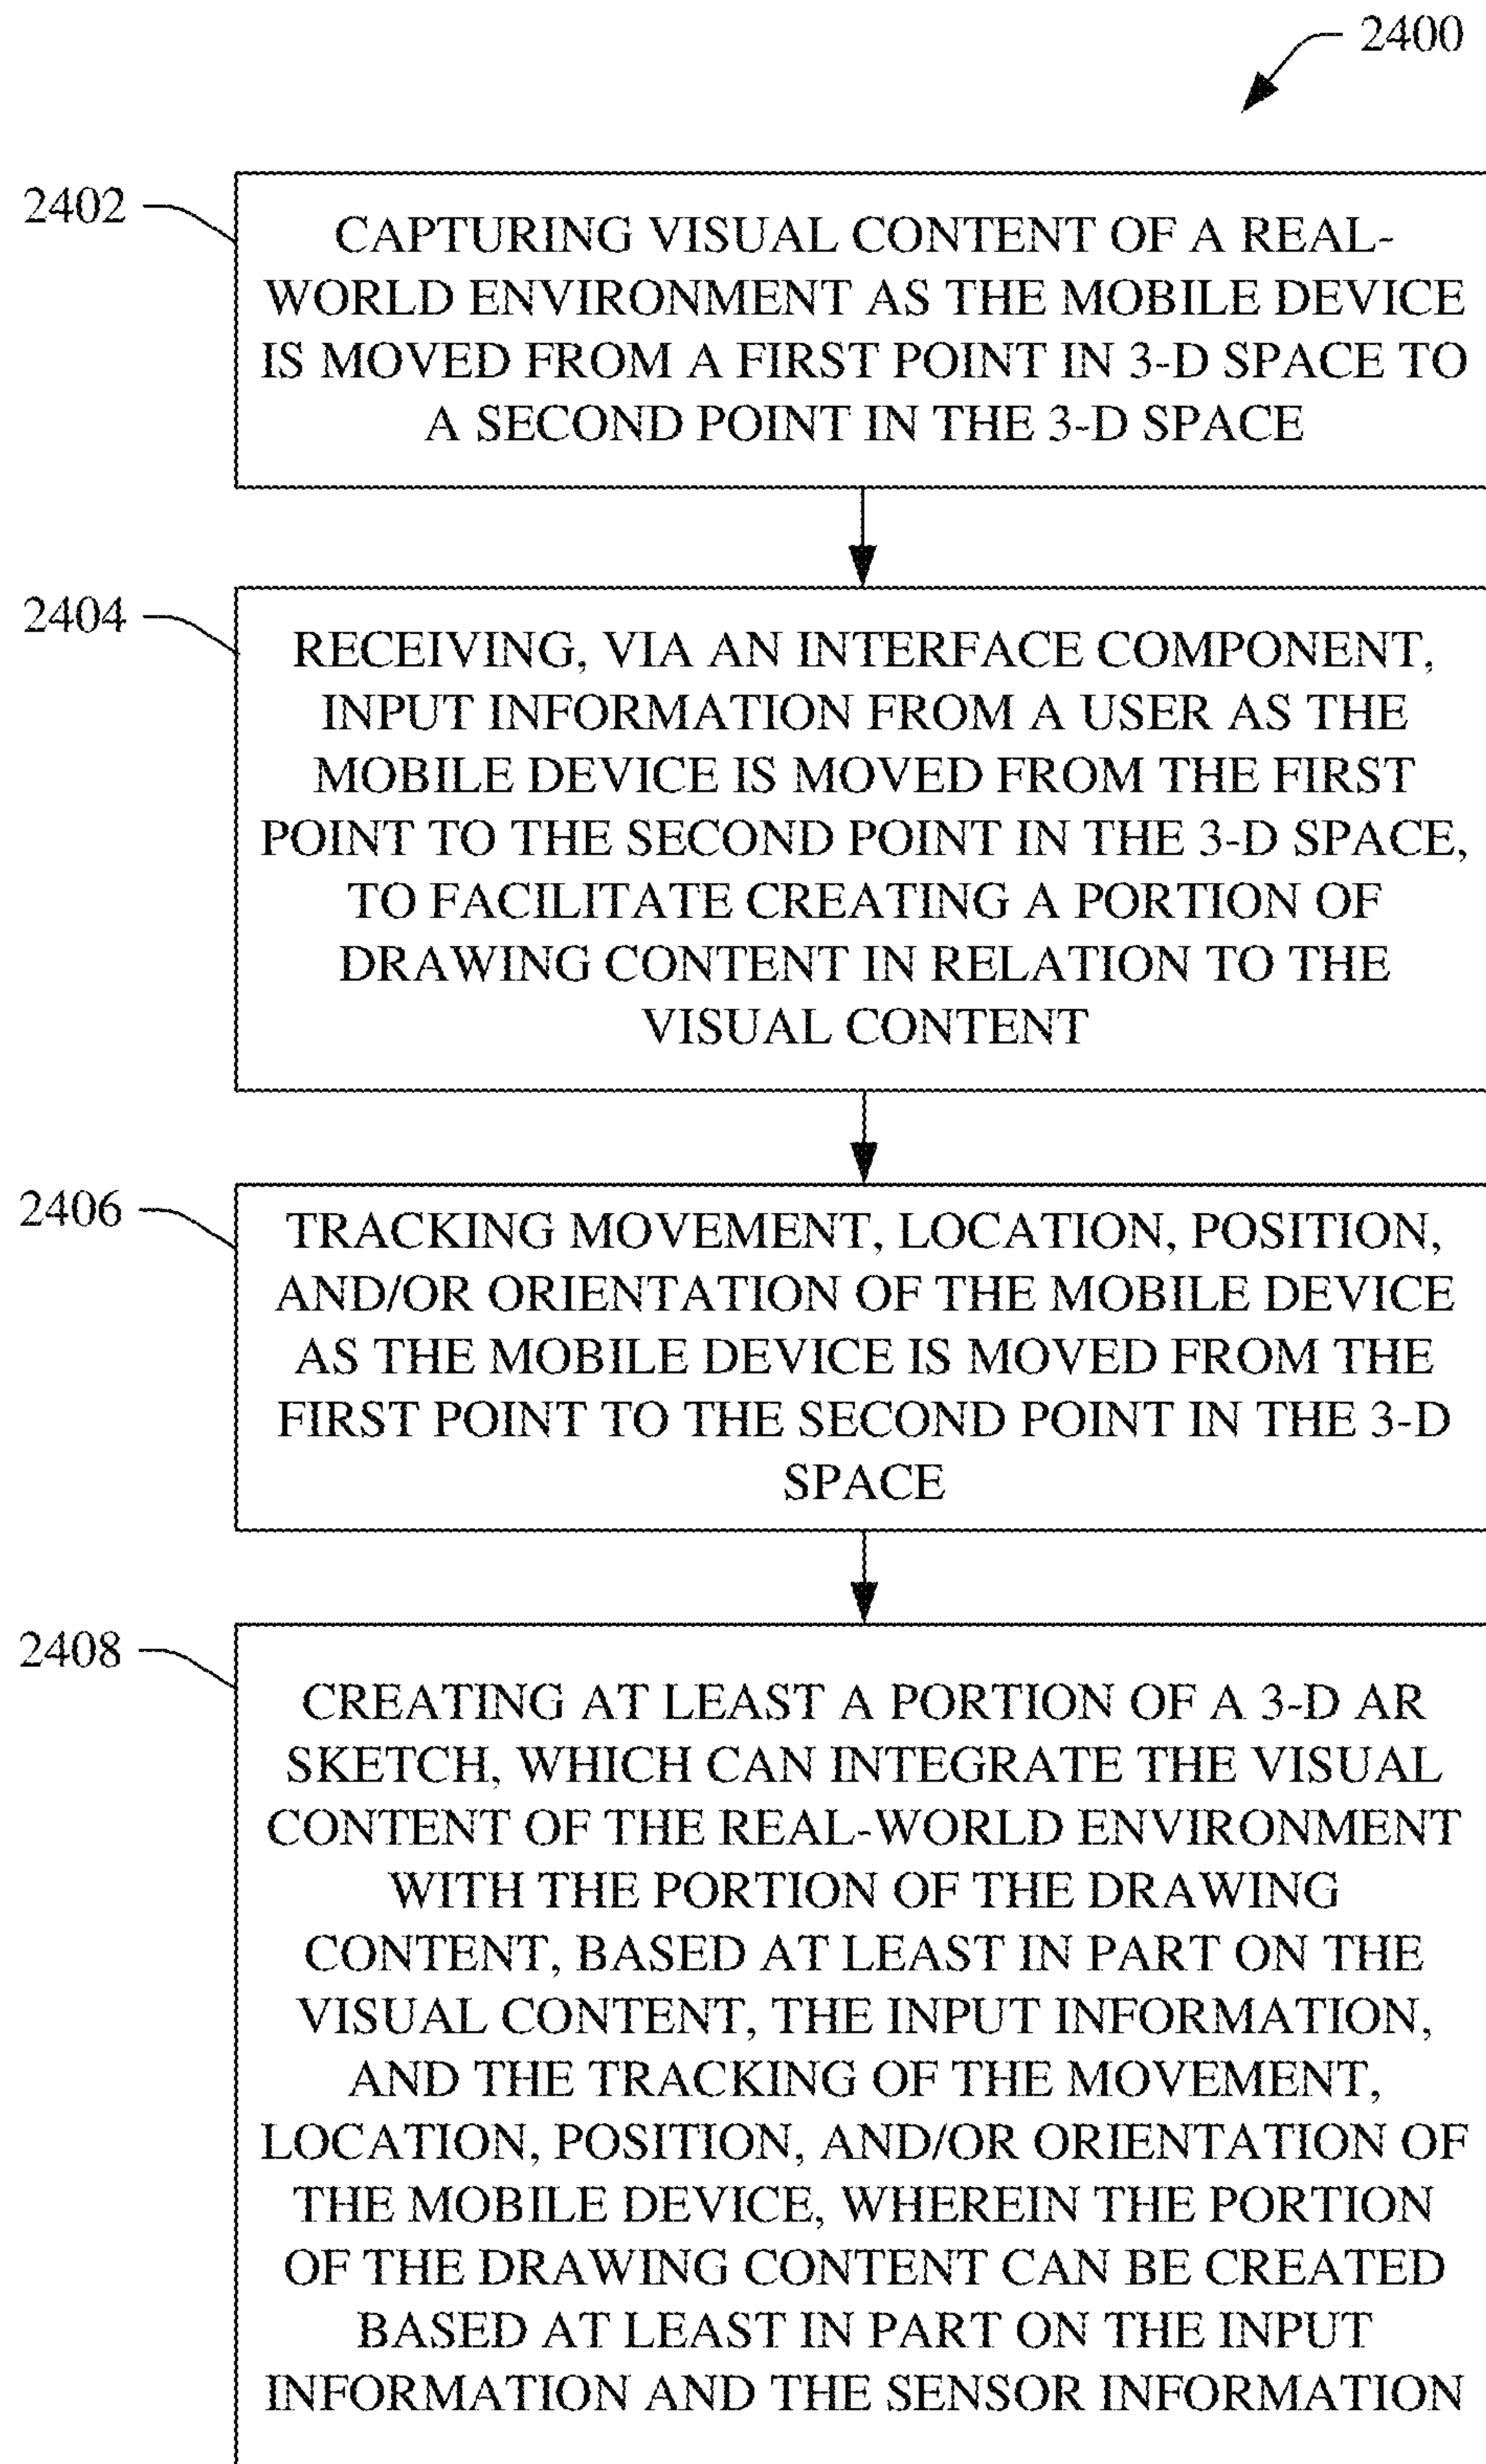 2400
2402
CAPTURING VISUAL CONTENT OF A REAL-
WORLD ENVIRONMENT AS THE MOBILE DEVICE
IS MOVED FROM A FIRST POINT IN 3-D SPACE TO
A SECOND POINT IN THE 3-D SPACE
2404
RECEIVING, VIA AN INTERFACE COMPONENT,
INPUT INFORMATION FROM A USER AS THE
MOBILE DEVICE IS MOVED FROM THE FIRST
POINT TO THE SECOND POINT IN THE 3-D SPACE,
TO FACILITATE CREATING A PORTION OF
DRAWING CONTENT IN RELATION TO THE
VISUAL CONTENT
2406
TRACKING MOVEMENT, LOCATION, POSITION,
AND/OR ORIENTATION OF THE MOBILE DEVICE
AS THE MOBILE DEVICE IS MOVED FROM THE
FIRST POINT TO THE SECOND POINT IN THE 3-D
SPACE
2408
CREATING AT LEAST A PORTION OF A 3-D AR
SKETCH, WHICH CAN INTEGRATE THE VISUAL
CONTENT OF THE REAL-WORLD ENVIRONMENT
WITH THE PORTION OF THE DRAWING
CONTENT, BASED AT LEAST IN PART ON THE
VISUAL CONTENT, THE INPUT INFORMATION,
AND THE TRACKING OF THE MOVEMENT,
LOCATION, POSITION, AND/OR ORIENTATION OF
THE MOBILE DEVICE, WHEREIN THE PORTION
OF THE DRAWING CONTENT CAN BE CREATED
BASED AT LEAST IN PART ON THE INPUT
INFORMATION AND THE SENSOR INFORMATION